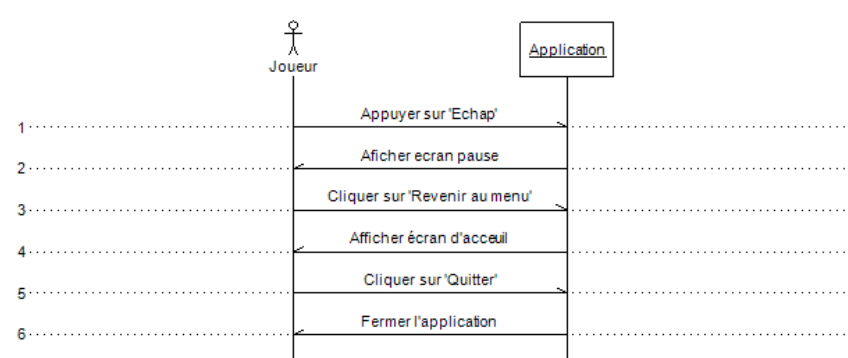 Joueur
Application
1
Appuyer sur 'Echap'
2
Aficher ecran pause
3
Cliquer sur 'Revenir au menu'
4
Afficher écran d'acceuil
5
Cliquer sur 'Quitter'
6
Fermer l'application